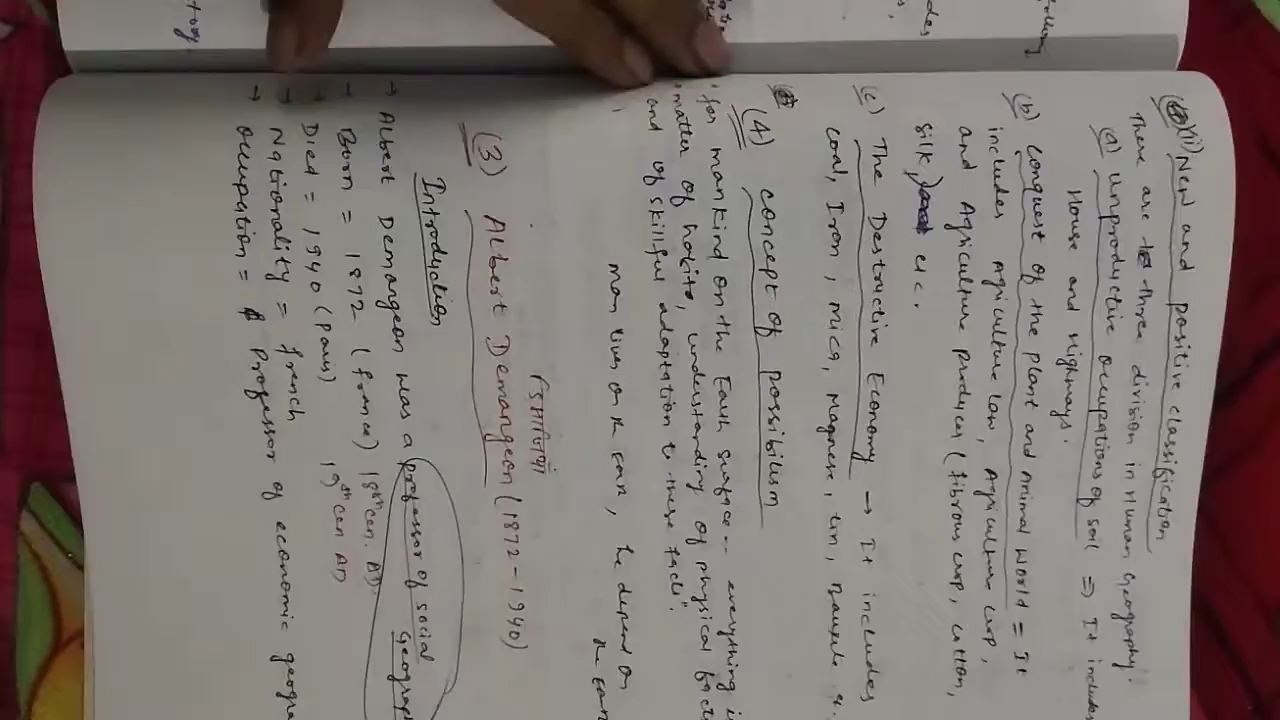 (ii) New and positive classification
There are three division in Human Geography.
(a) unproductive occupations of soil ⇒ It includes
House and Highways.
(b) conquest of the plant and Animal world = It
includes Agriculture law, Agriculture crop,
and Agriculture produces (fibrous crop, cotton,
silk, etc.
(c) The Destructive Economy → It includes
coal, Iron, mica, magnese, tin, Bauxite
(4) concept of possibilism
for mankind on the Earth surface -- everything is
matter of habits, understanding of physical
and of skillful adaptation to these facts".
man lives on the Ear, he depend on
the ear
(3) Albert Demangeon (1872-1940)
Introduction
→ Albert Demangeon was a professor of social
Geograp
→ Born = 1872 (france) 18th cen. AD.
→ Died = 1940 (Paris) 19th cen AD
→ Nationality = french
→ occupation = Professor of economic geogra